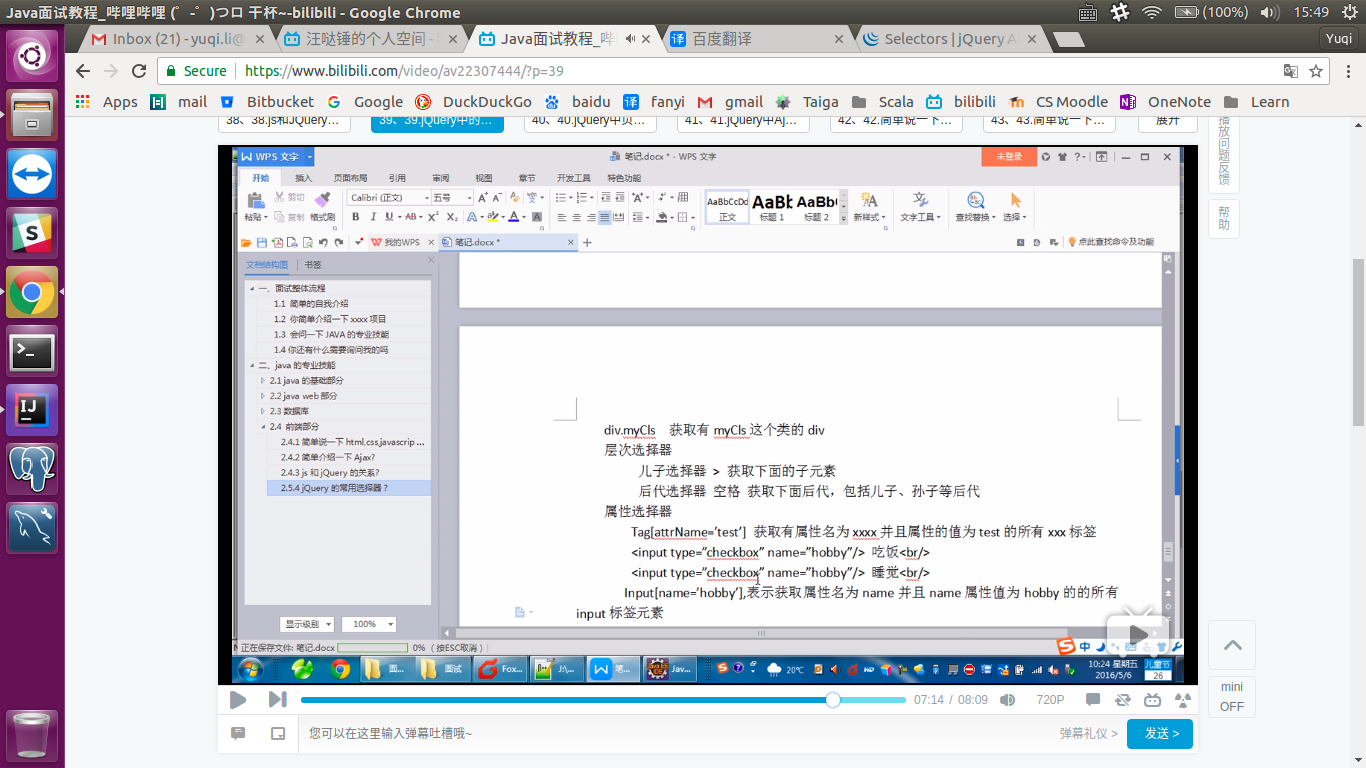 Java面试教程_哔哩哔哩 (゜-゜)つロ 干杯~-bilibili - Google Chrome
(100%) 15:49
Inbox (21) - yuqi.li@
汪哒锤的个人空间 -
Java面试教程_哔
百度翻译
Selectors | jQuery A
Yuqi
Secure
https://www.bilibili.com/video/av22307444/?p=39
Apps mail Bitbucket Google DuckDuckGo baidu fanyi gmail Taiga Scala bilibili CS Moodle OneNote Learn
38、38.js和JQuery...
39、39.jQuery中的...
40、40.jQuery中页...
41、41.jQuery中Aj...
42、42.简单说一下...
43、43.简单说一下...
展开
播放问题反馈
帮助
WPS 文字
笔记.docx * - WPS 文字
未登录
开始 插入 页面布局 引用 审阅 视图 章节 开发工具 特色功能
粘贴 剪切 复制 格式刷
Calibri (正文) 五号
AaBbCcDd 正文
AaBb 标题 1
AaBb 标题 2
新样式 文字工具 查找替换 选择
我的WPS
笔记.docx *
点此查找命令及功能
文档结构图 书签
一、面试整体流程
1.1 简单的自我介绍
1.2 你简单介绍一下 xxxx 项目
1.3 会问一下 JAVA 的专业技能
1.4 你还有什么需要询问我的吗
二、java 的专业技能
2.1 java 的基础部分
2.2 java web 部分
2.3 数据库
2.4 前端部分
2.4.1 简单说一下 html,css,javascrip ...
2.4.2 简单介绍一下 Ajax?
2.4.3 js 和 jQuery 的关系?
2.5.4 jQuery 的常用选择器？
div.myCls 获取有 myCls 这个类的 div
层次选择器
儿子选择器 > 获取下面的子元素
后代选择器 空格 获取下面后代，包括儿子、孙子等后代
属性选择器
Tag[attrName='test'] 获取有属性名为 xxxx 并且属性的值为 test 的所有 xxx 标签
<input type="checkbox" name="hobby"/> 吃饭<br/>
<input type="checkbox" name="hobby"/> 睡觉<br/>
Input[name='hobby'],表示获取属性名为 name 并且 name 属性值为 hobby 的的所有
input 标签元素
显示级别 100%
正在保存文件: 笔记.docx 0% （按ESC取消）
面... 面试 Fox... J:\... 笔... Jav...
20℃
10:24 星期五
2016/5/6
儿童节
26
07:14 / 08:09
720P
mini
OFF
您可以在这里输入弹幕吐槽哦~
弹幕礼仪 >
发送 >